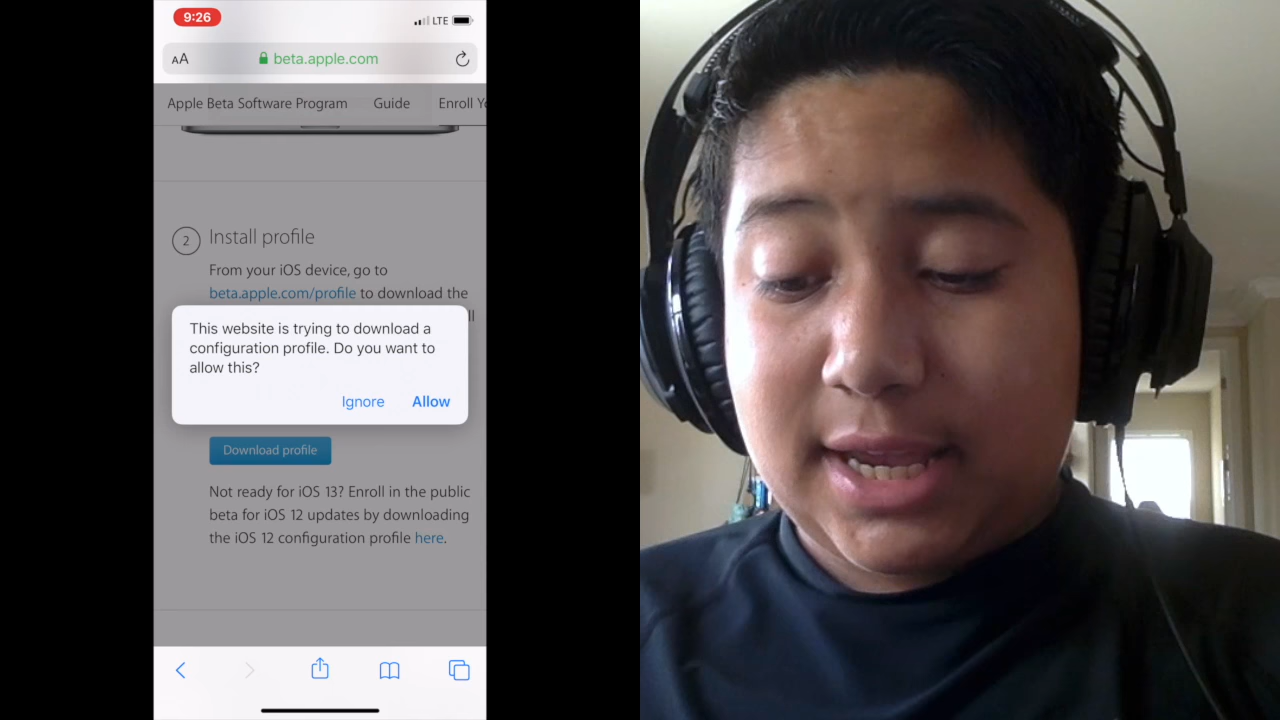 9:26
LTE
AA
beta.apple.com
Apple Beta Software Program Guide Enroll
2
Install profile
From your iOS device, go to
beta.apple.com/profile to download the
This website is trying to download a
configuration profile. Do you want to
allow this?
Ignore Allow
Download profile
Not ready for iOS 13? Enroll in the public
beta for iOS 12 updates by downloading
the iOS 12 configuration profile here.